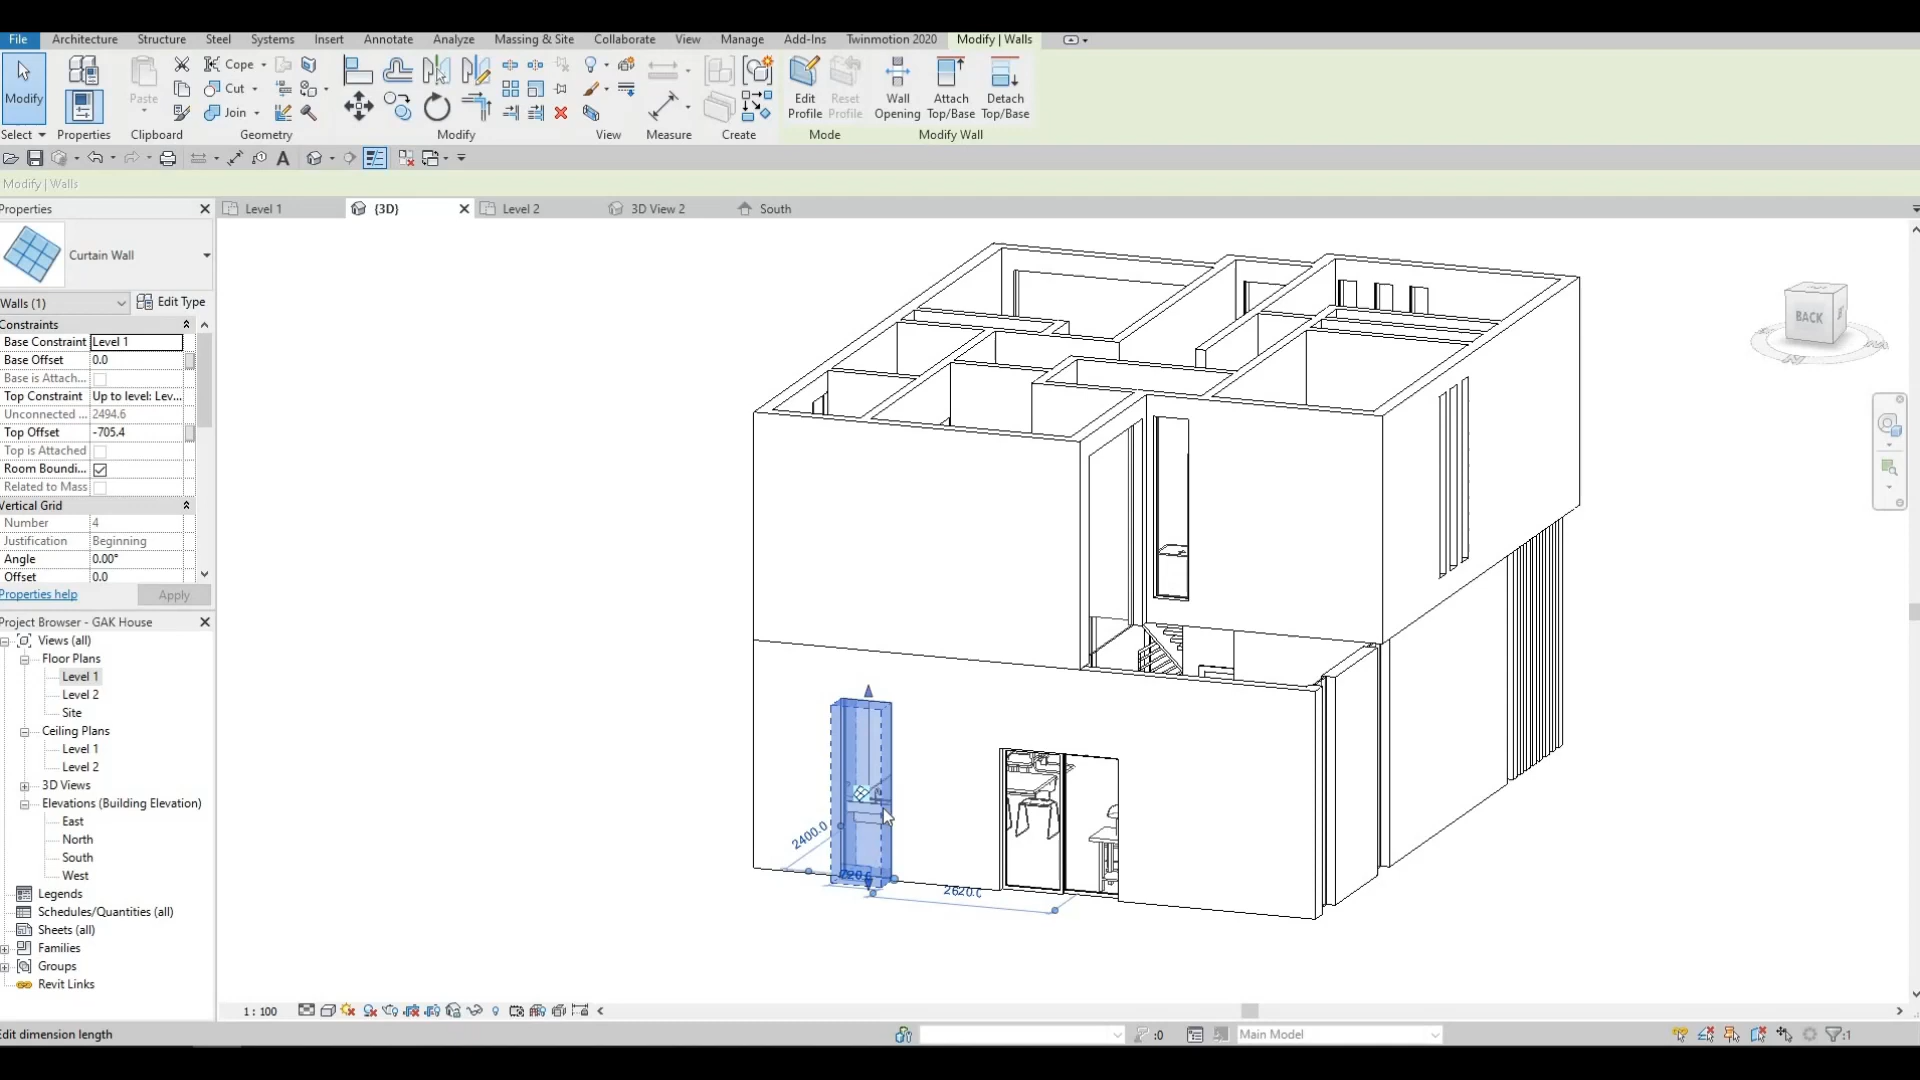 File Architecture Structure Steel Systems Insert Annotate Analyze Massing & Site Collaborate View Manage Add-Ins Twinmotion 2020 Modify | Walls
Modify
Paste
Cope
Cut
Join
Edit Profile
Reset Profile
Wall Opening
Attach Top/Base
Detach Top/Base
Select Properties Clipboard Geometry Modify View Measure Create Mode Modify Wall
Modify | Walls
Properties
Level 1 {3D} Level 2 3D View 2 South
Curtain Wall
Walls (1) Edit Type
Constraints
Base Constraint Level 1
Base Offset 0.0
Base is Attach...
Top Constraint Up to level: Lev...
Unconnected ... 2494.6
Top Offset -705.4
Top is Attached
Room Boundi...
Related to Mass
Vertical Grid
Number 4
Justification Beginning
Angle 0.00°
Offset 0.0
Properties help Apply
Project Browser - GAK House
Views (all)
Floor Plans
Level 1
Level 2
Site
Ceiling Plans
Level 1
Level 2
3D Views
Elevations (Building Elevation)
East
North
South
West
Legends
Schedules/Quantities (all)
Sheets (all)
Families
Groups
Revit Links
BACK
2400.0
2620.0
1 : 100
Edit dimension length
:0
Main Model
:1